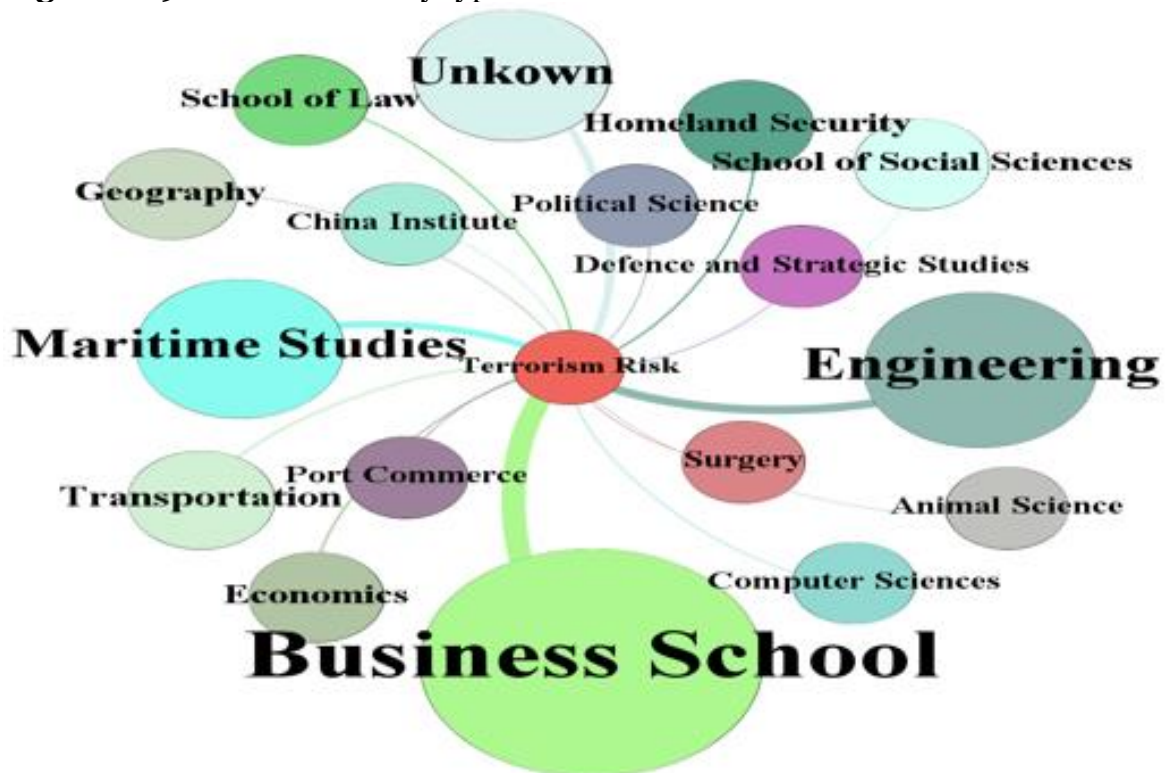 Unkown
School of Law
Homeland Security
School of Social Sciences
Geography
Political Science
China Institute
Defence and Strategic Studies
Maritime Studies
Terrorism Risk
Engineering
Surgery
Port Commerce
Transportation
Animal Science
Computer Sciences
Economics
Business School